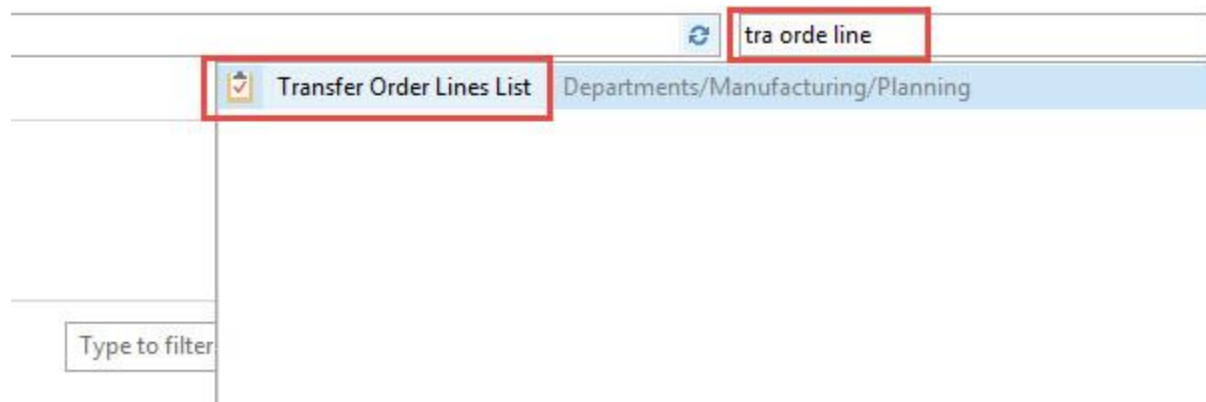 tra orde line
Transfer Order Lines List Departments/Manufacturing/Planning
Type to filter